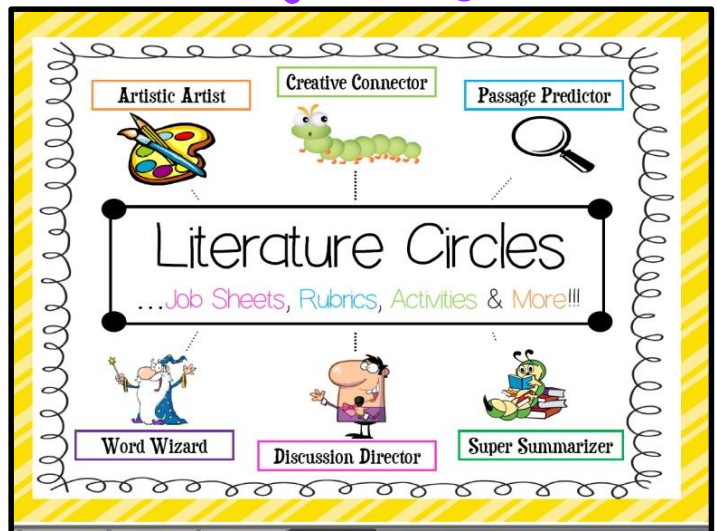 Artistic Artist
Creative Connector
Passage Predictor
Literature Circles
...Job Sheets, Rubrics, Activities & More!!!
Word Wizard
Discussion Director
Super Summarizer